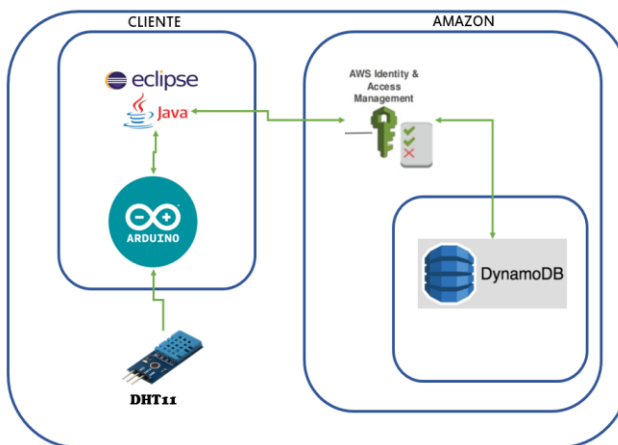 CLIENTE
AMAZON
eclipse
Java
AWS Identity &
Access
Management
ARDUINO
DynamoDB
DHT11